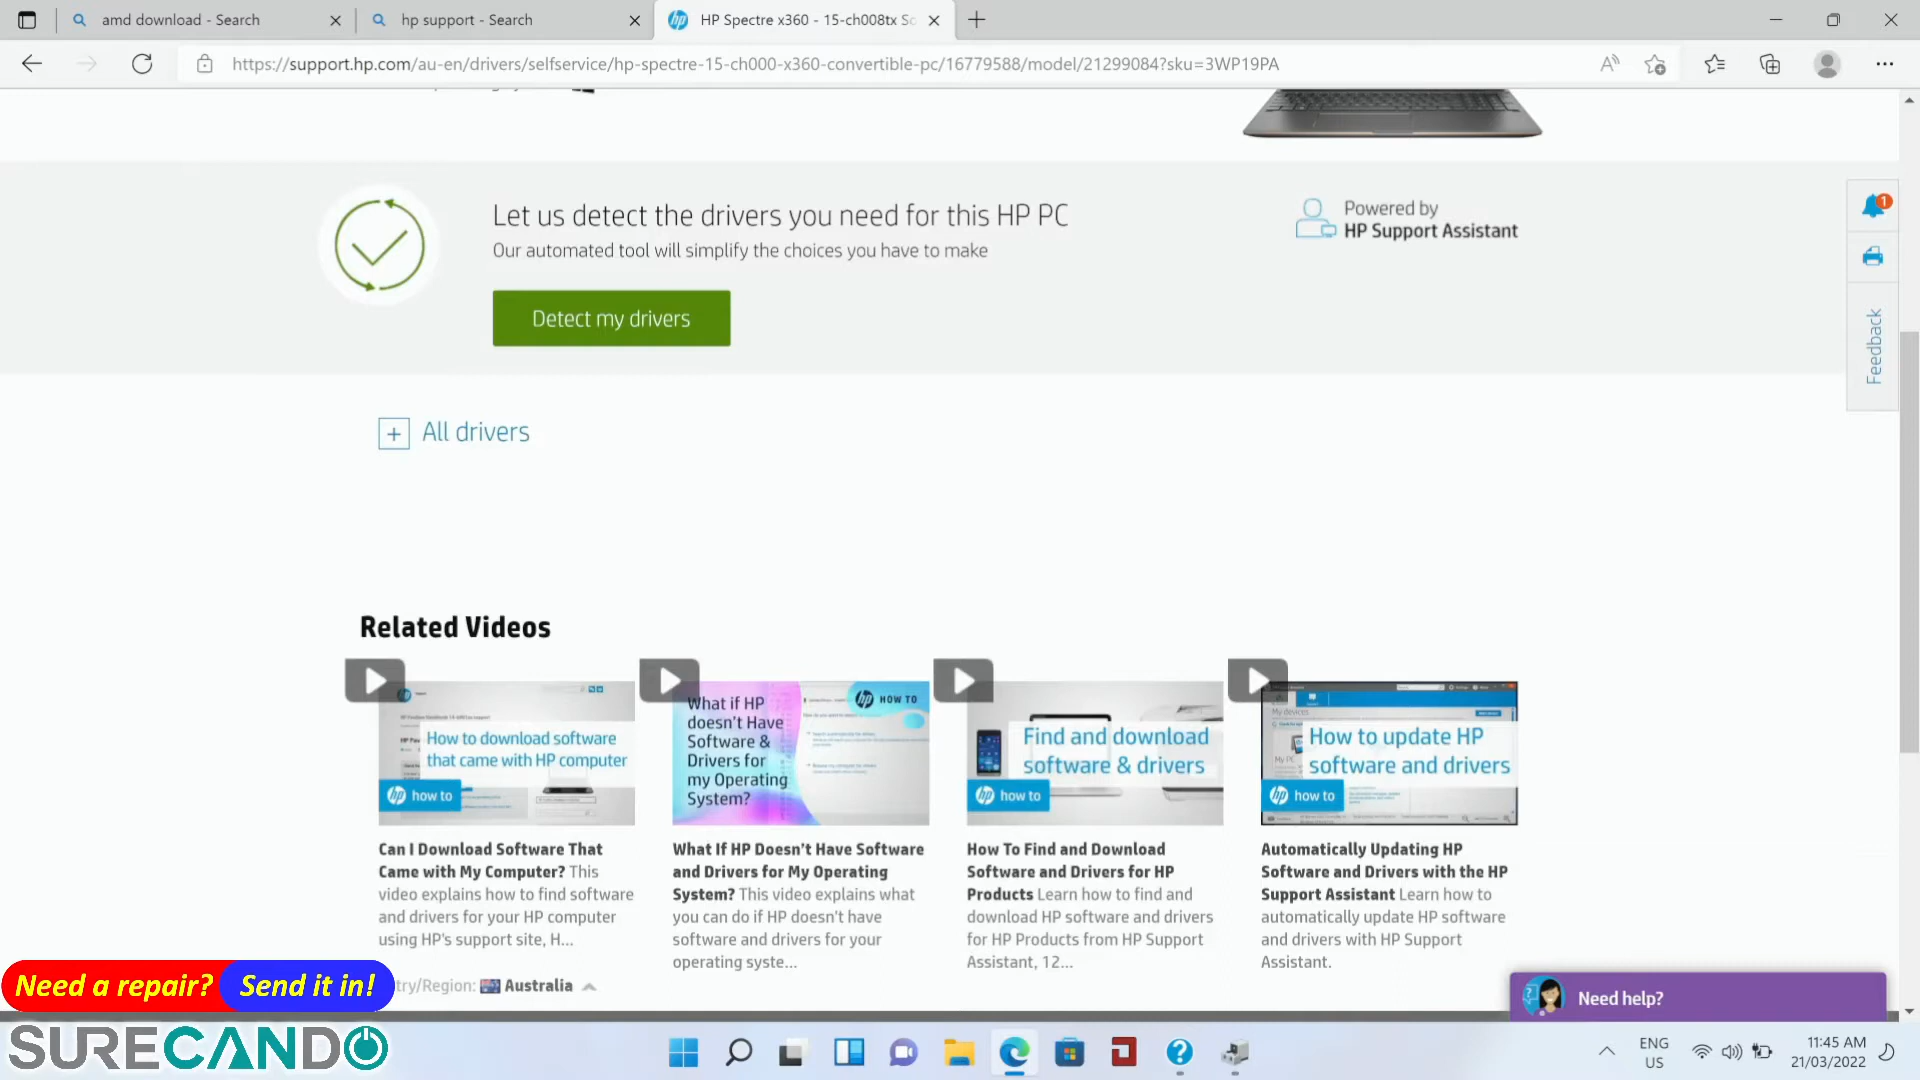 amd download - Search
hp support - Search
HP Spectre x360 - 15-ch008tx So
https://support.hp.com/au-en/drivers/selfservice/hp-spectre-15-ch000-x360-convertible-pc/16779588/model/21299084?sku=3WP19PA
Let us detect the drivers you need for this HP PC
Our automated tool will simplify the choices you have to make
Detect my drivers
Powered by
HP Support Assistant
1
Feedback
+ All drivers
Related Videos
How to download software
that came with HP computer
hp how to
What if HP
doesn't Have
Software &
Drivers for
my Operating
System?
hp HOW TO
Find and download
software & drivers
hp how to
My devices
My PC
How to update HP
software and drivers
hp how to
Can I Download Software That
Came with My Computer? This
video explains how to find software
and drivers for your HP computer
using HP's support site, H...
What If HP Doesn't Have Software
and Drivers for My Operating
System? This video explains what
you can do if HP doesn't have
software and drivers for your
operating syste...
How To Find and Download
Software and Drivers for HP
Products Learn how to find and
download HP software and drivers
for HP Products from HP Support
Assistant, 12...
Automatically Updating HP
Software and Drivers with the HP
Support Assistant Learn how to
automatically update HP software
and drivers with HP Support
Assistant.
try/Region: Australia
Need help?
Need a repair? Send it in!
SURECANDO
ENG
US
11:45 AM
21/03/2022